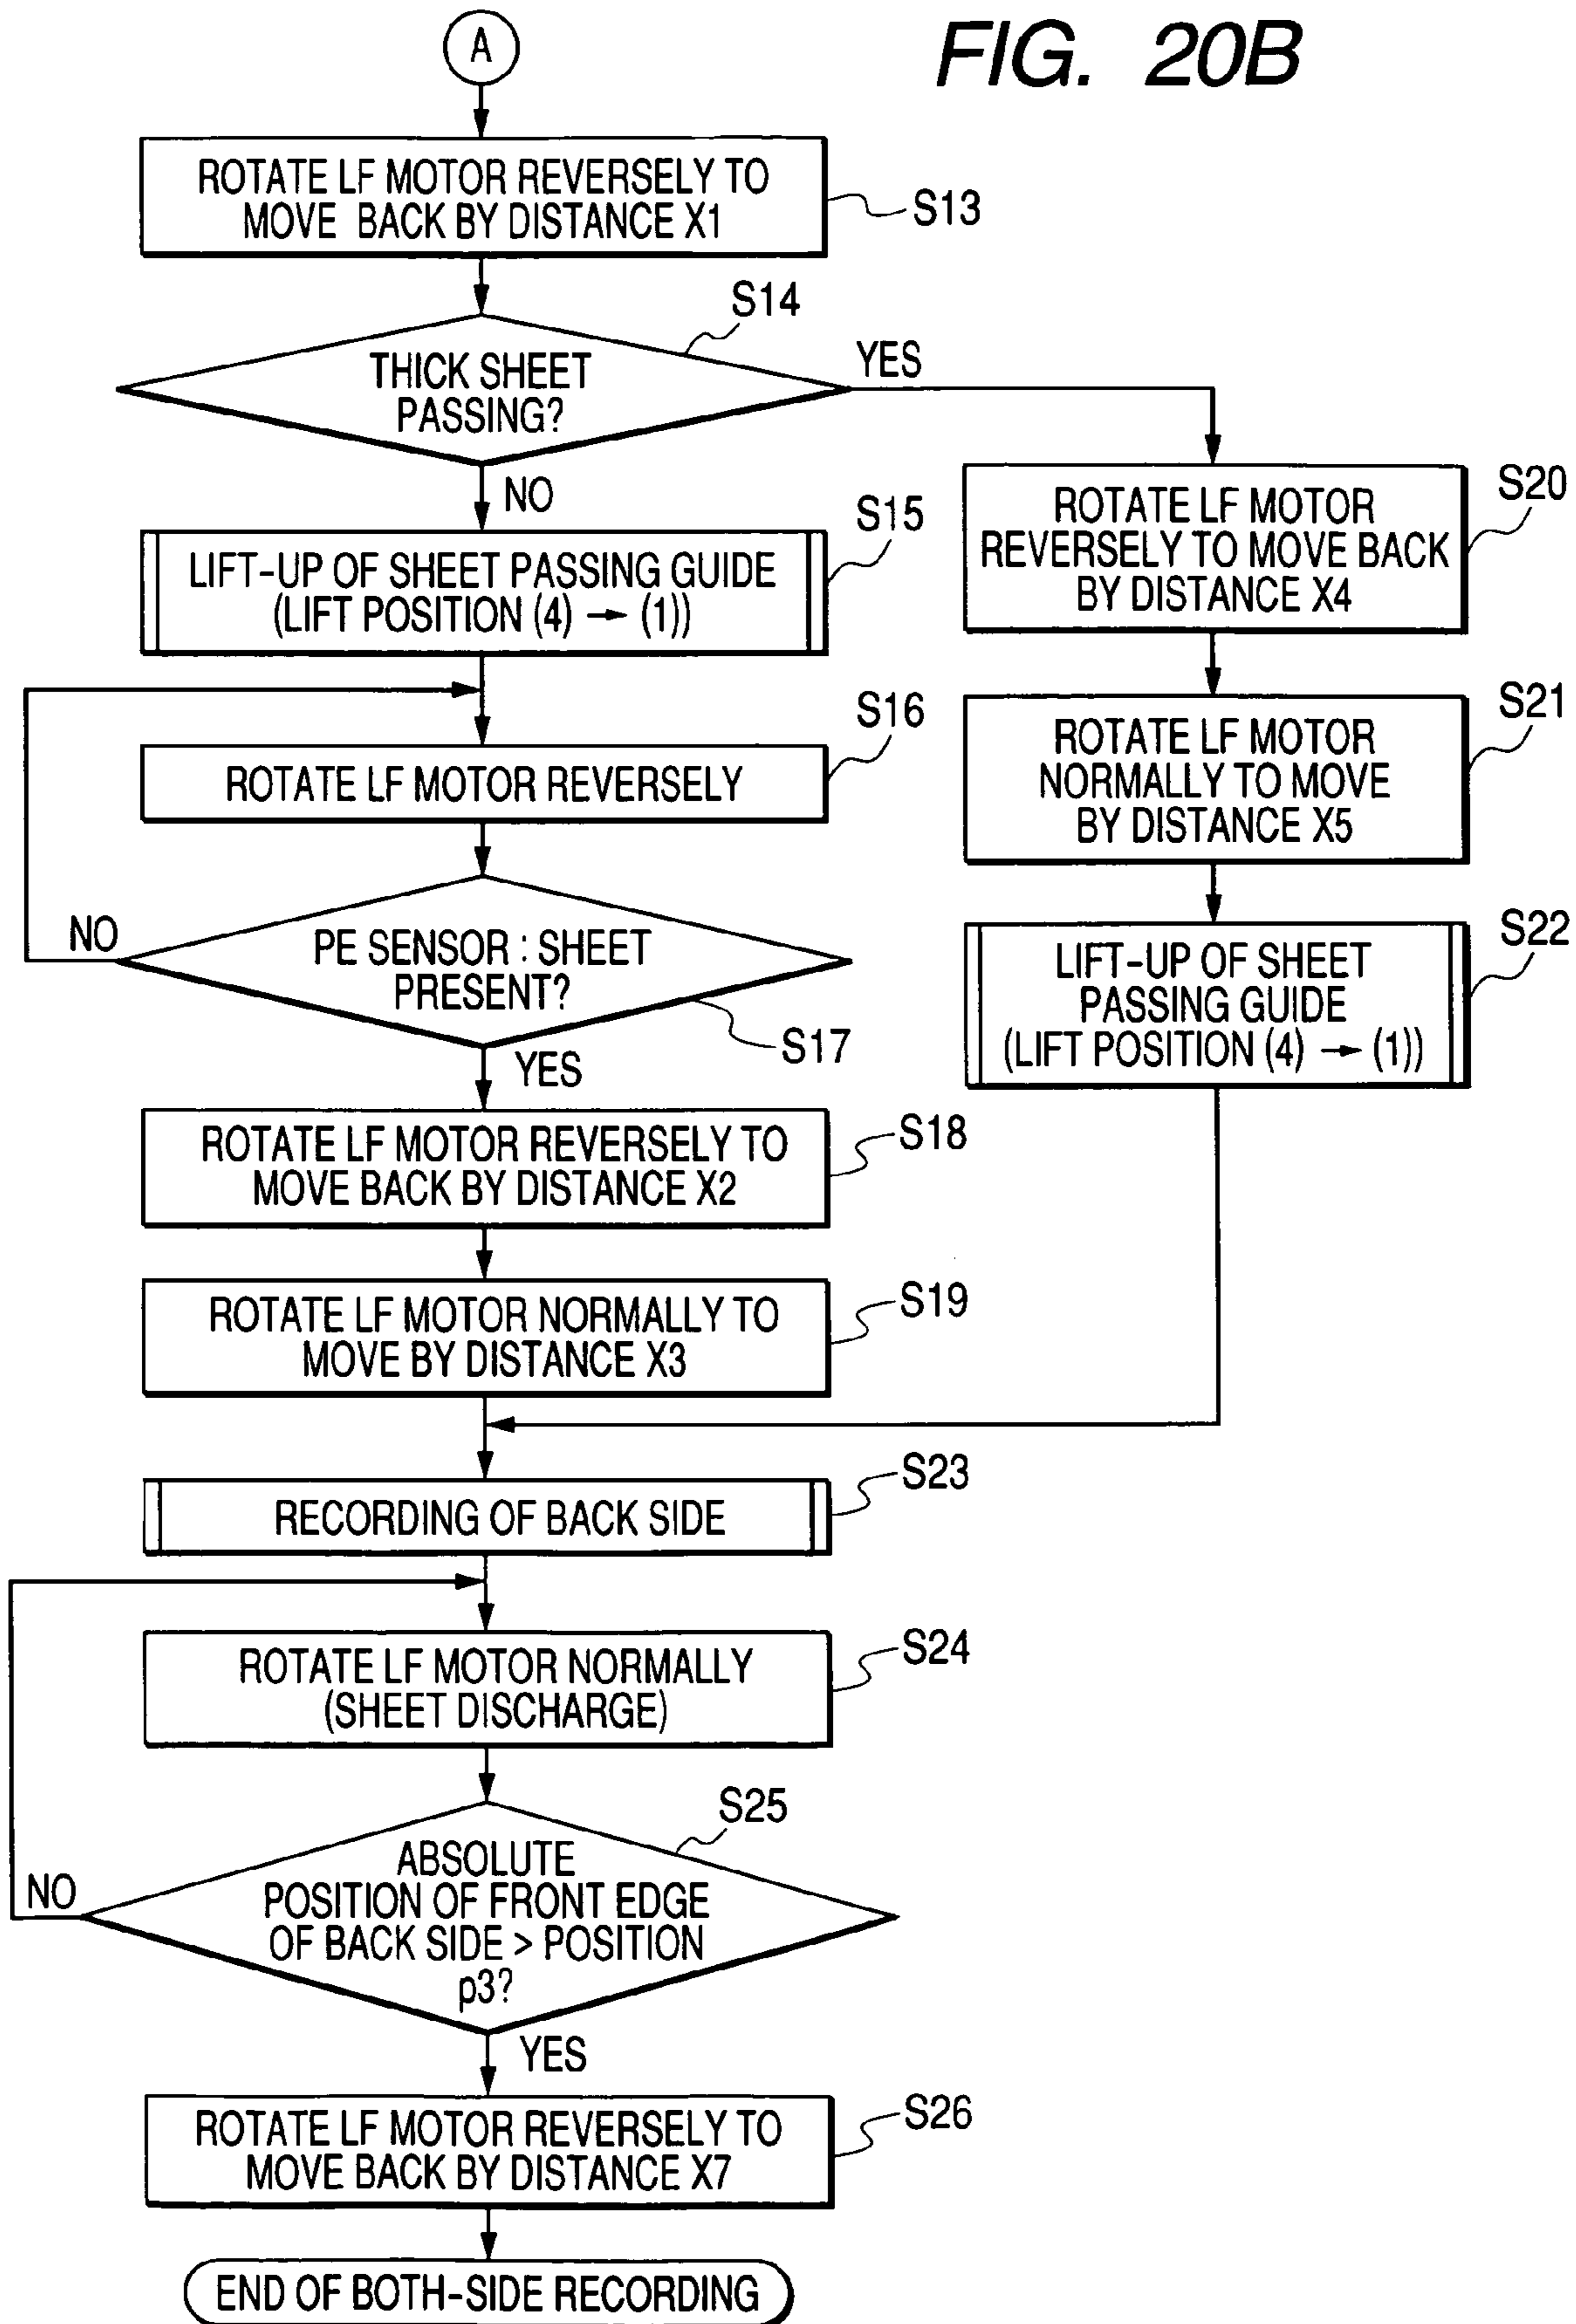 FIG. 20B
A
ROTATE LF MOTOR REVERSELY TO
MOVE BACK BY DISTANCE X1
S13
S14
THICK SHEET
PASSING?
YES
NO
S15
LIFT-UP OF SHEET PASSING GUIDE
(LIFT POSITION (4) → (1))
S16
ROTATE LF MOTOR REVERSELY
NO
PE SENSOR : SHEET
PRESENT?
S17
YES
ROTATE LF MOTOR REVERSELY TO
MOVE BACK BY DISTANCE X2
S18
ROTATE LF MOTOR NORMALLY TO
MOVE BY DISTANCE X3
S19
S20
ROTATE LF MOTOR
REVERSELY TO MOVE BACK
BY DISTANCE X4
S21
ROTATE LF MOTOR
NORMALLY TO MOVE
BY DISTANCE X5
S22
LIFT-UP OF SHEET
PASSING GUIDE
(LIFT POSITION (4) → (1))
S23
RECORDING OF BACK SIDE
ROTATE LF MOTOR NORMALLY
(SHEET DISCHARGE)
S24
S25
ABSOLUTE
POSITION OF FRONT EDGE
OF BACK SIDE > POSITION
p3?
NO
YES
ROTATE LF MOTOR REVERSELY TO
MOVE BACK BY DISTANCE X7
S26
END OF BOTH-SIDE RECORDING